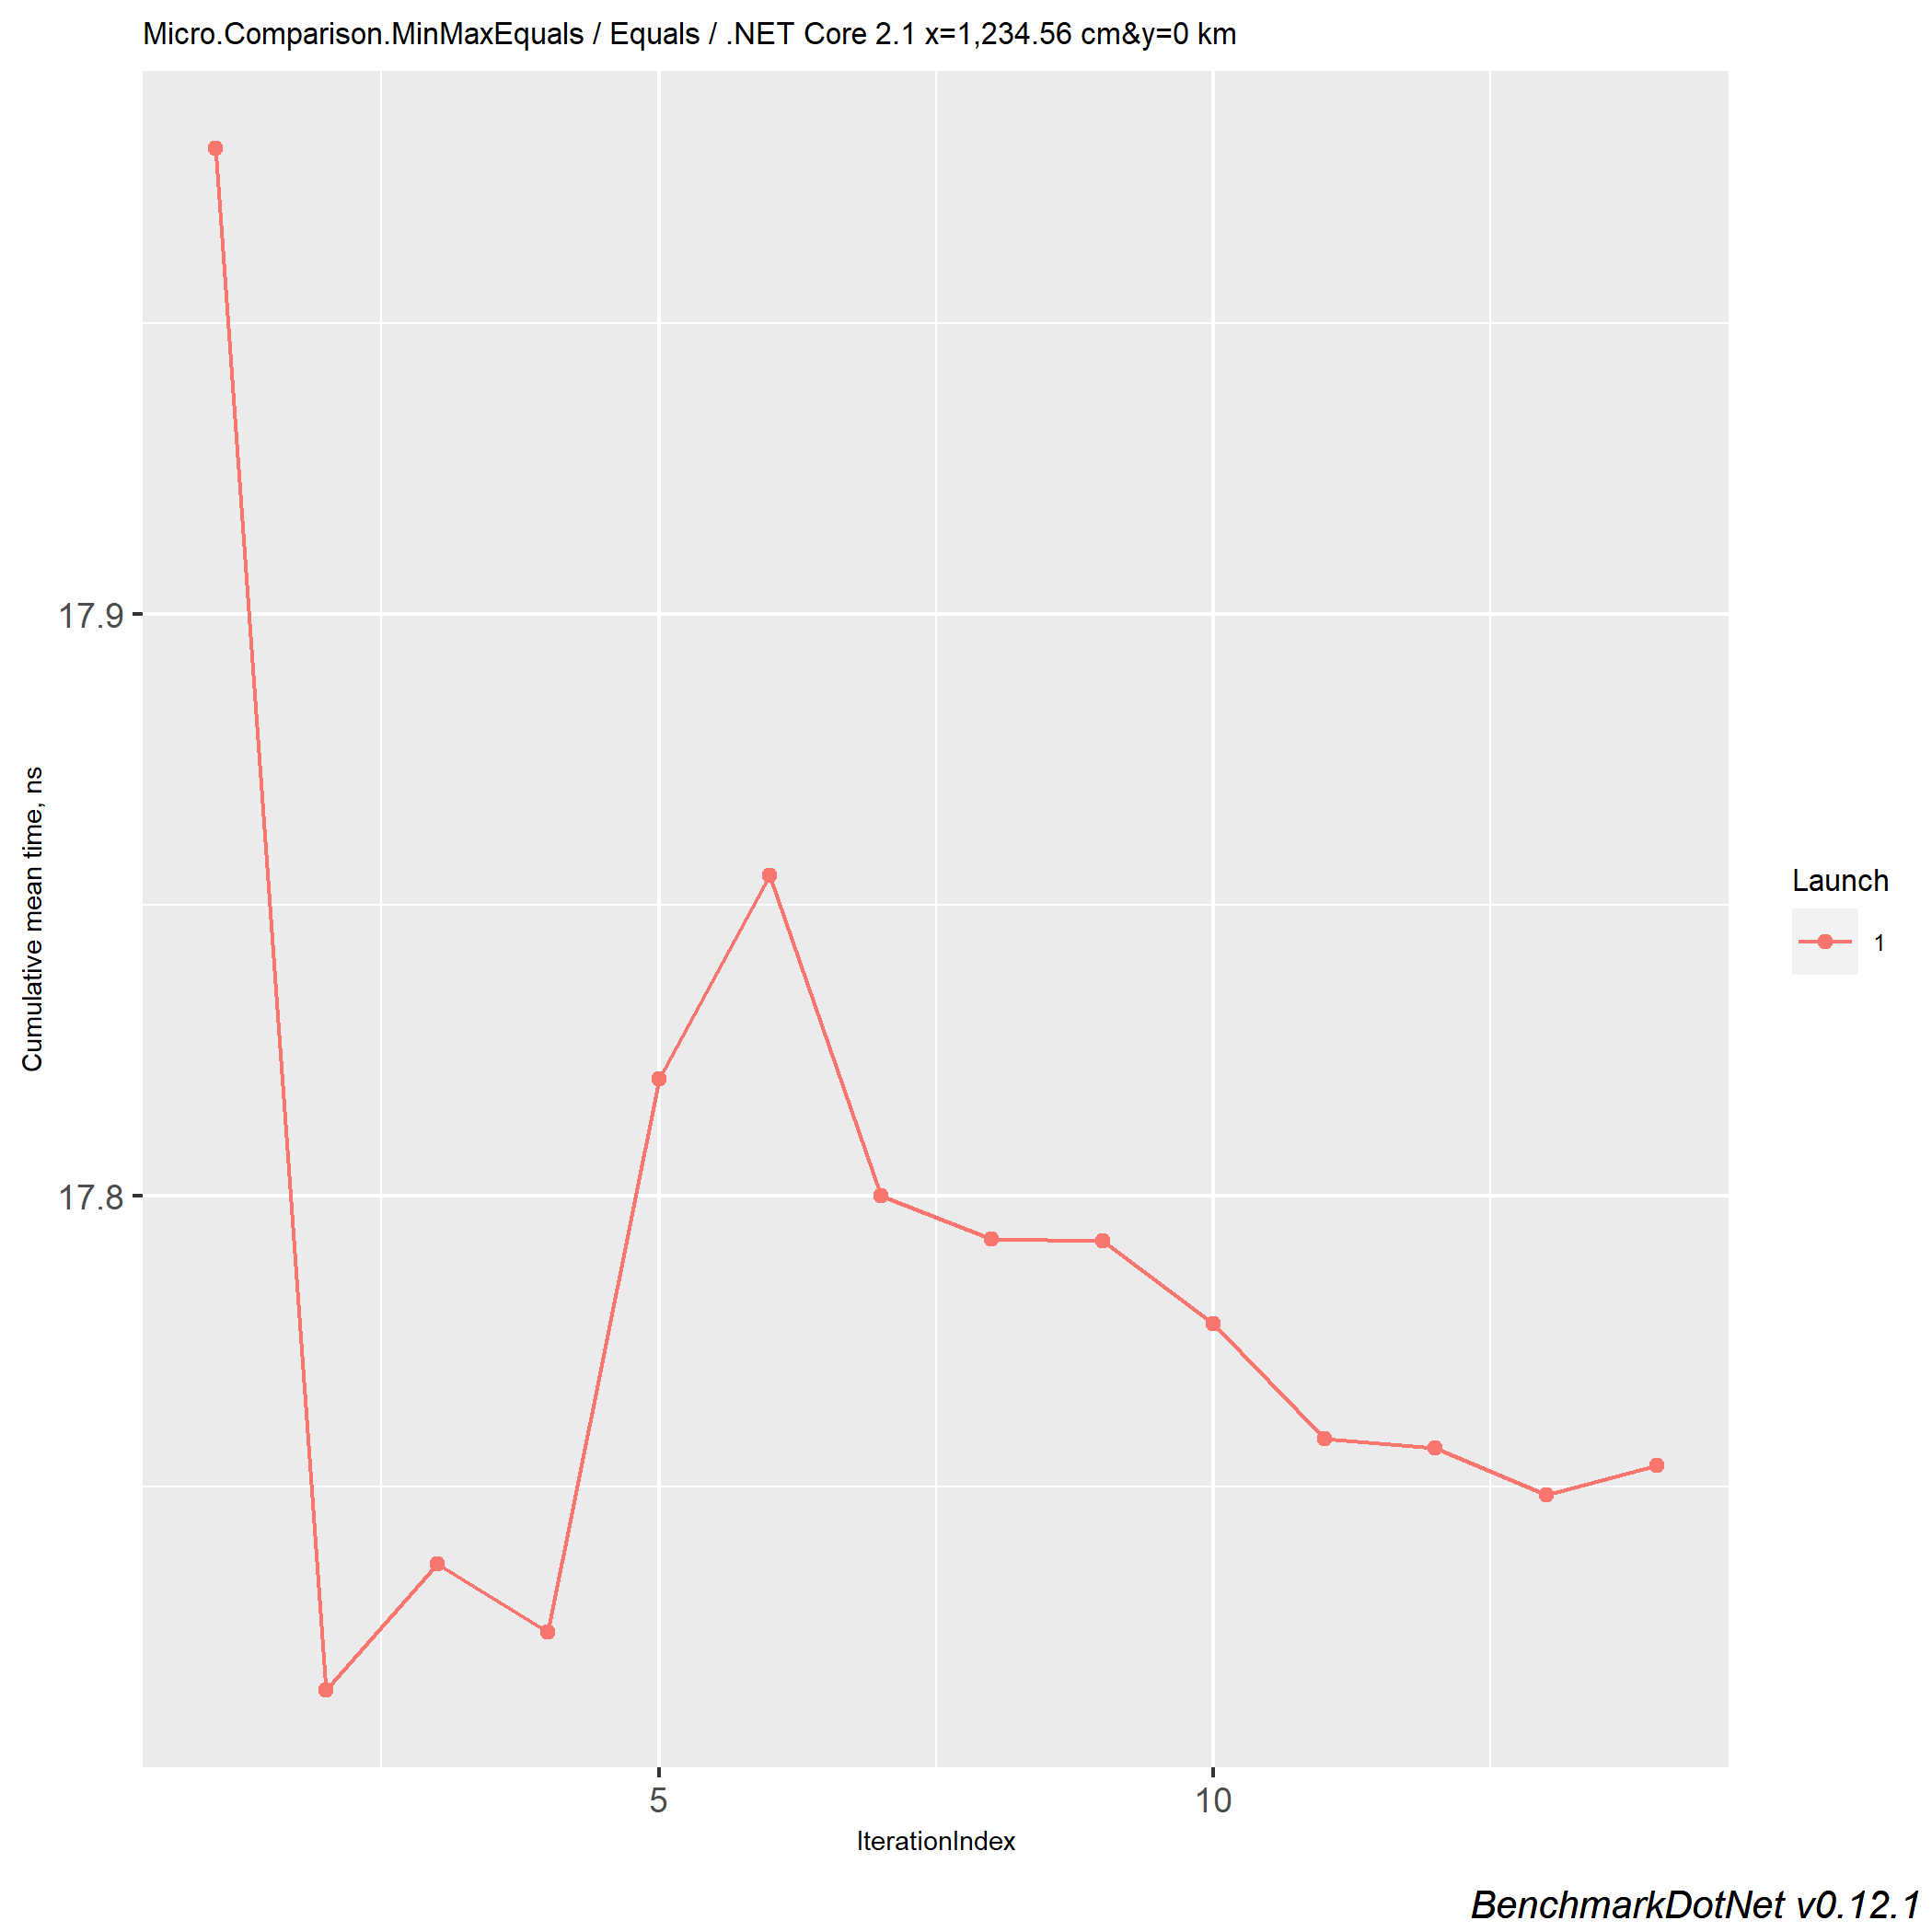 Micro.Comparison.MinMaxEquals / Equals / .NET Core 2.1 x=1,234.56 cm&y=0 km
17.9
17.8
Cumulative mean time, ns
5
10
IterationIndex
Launch
1
BenchmarkDotNet v0.12.1